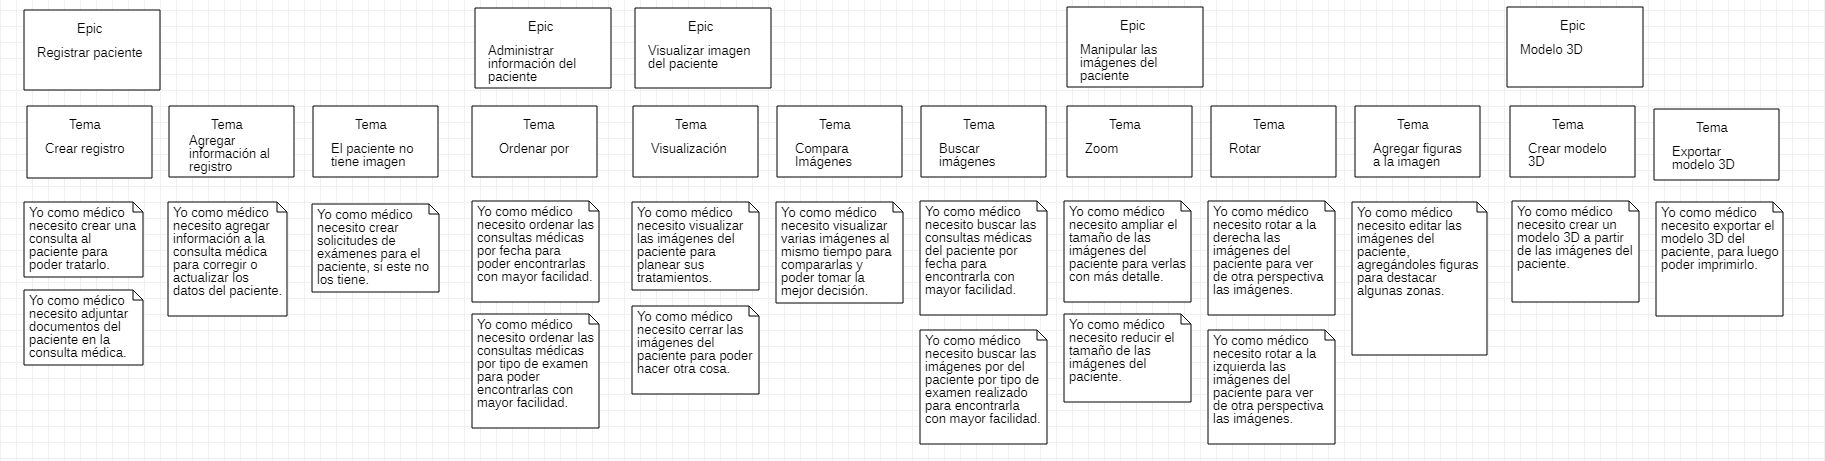 Epic
Registrar paciente
Epic
Administrar
información del
paciente
Epic
Visualizar imagen
del paciente
Epic
Manipular las
imágenes del
paciente
Epic
Modelo 3D
Tema
Crear registro
Tema
Agregar
información al
registro
Tema
El paciente no
tiene imagen
Tema
Ordenar por
Tema
Visualización
Tema
Compara
Imágenes
Tema
Buscar
imágenes
Tema
Zoom
Tema
Rotar
Tema
Agregar figuras
a la imagen
Tema
Crear modelo
3D
Tema
Exportar
modelo 3D
Yo como médico
necesito crear una
consulta al
paciente para
poder tratarlo.
Yo como médico
necesito adjuntar
documentos del
paciente en la
consulta médica.
Yo como médico
necesito agregar
información a la
consulta médica
para corregir o
actualizar los
datos del paciente.
Yo como médico
necesito crear
solicitudes de
exámenes para el
paciente, si este no
los tiene.
Yo como médico
necesito ordenar las
consultas médicas
por fecha para
poder encontrarlas
con mayor facilidad.
Yo como médico
necesito ordenar las
consultas médicas
por tipo de examen
para poder
encontrarlas con
mayor facilidad.
Yo como médico
necesito visualizar
las imágenes del
paciente para
planear sus
tratamientos.
Yo como médico
necesito cerrar las
imágenes del
paciente para poder
hacer otra cosa.
Yo como médico
necesito visualizar
varias imágenes al
mismo tiempo para
compararlas y
poder tomar la
mejor decisión.
Yo como médico
necesito buscar las
consultas médicas
del paciente por
fecha para
encontrarla con
mayor facilidad.
Yo como médico
necesito buscar las
imágenes por del
paciente por tipo de
examen realizado
para encontrarla
con mayor facilidad.
Yo como médico
necesito ampliar el
tamaño de las
imágenes del
paciente para verlas
con más detalle.
Yo como médico
necesito reducir el
tamaño de las
imágenes del
paciente.
Yo como médico
necesito rotar a la
derecha las
imágenes del
paciente para ver
de otra perspectiva
las imágenes.
Yo como médico
necesito rotar a la
izquierda las
imágenes del
paciente para ver
de otra perspectiva
las imágenes.
Yo como médico
necesito editar las
imágenes del
paciente,
agregándoles figuras
para destacar
algunas zonas.
Yo como médico
necesito crear un
modelo 3D a partir
de las imágenes del
paciente.
Yo como médico
necesito exportar el
modelo 3D del
paciente, para luego
poder imprimirlo.